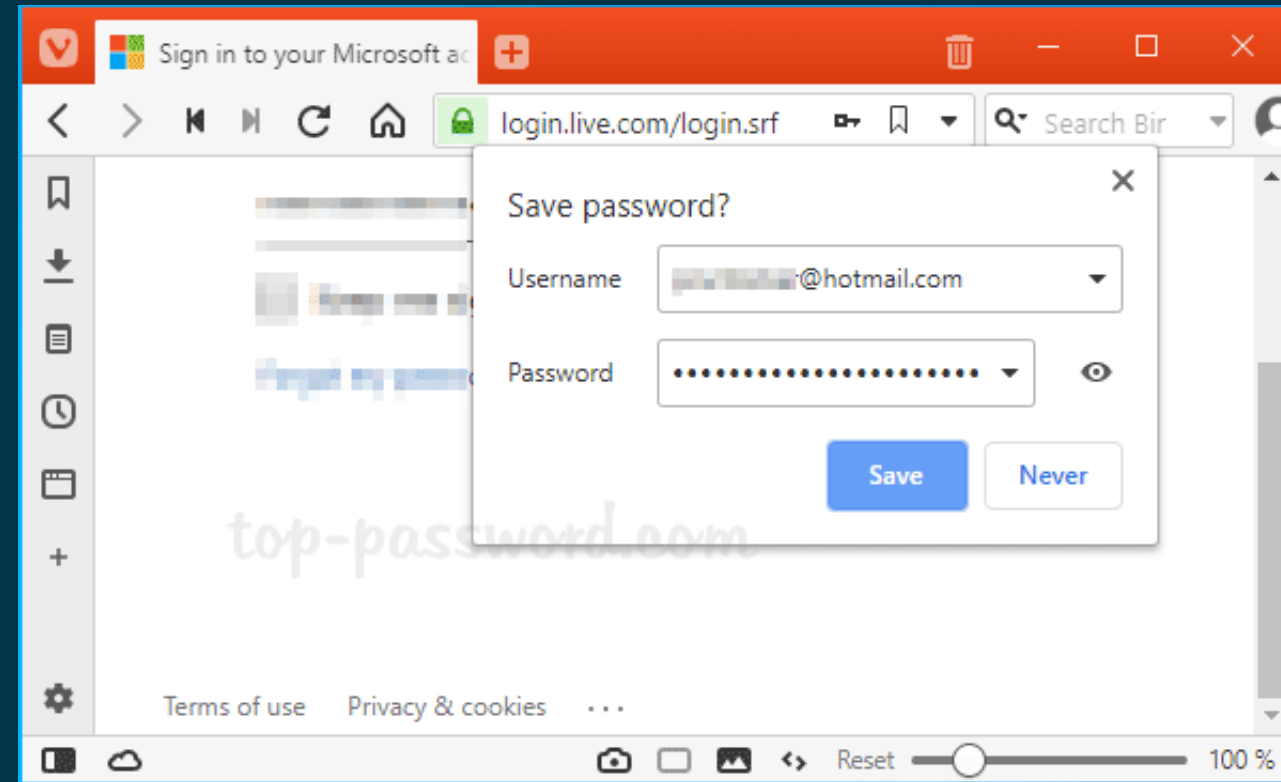 Sign in to your Microsoft ac
login.live.com/login.srf
Search Bin
Save password?
Username
@hotmail.com
Password
Save
Never
top-password.com
Terms of use Privacy & cookies ...
Reset 100 %